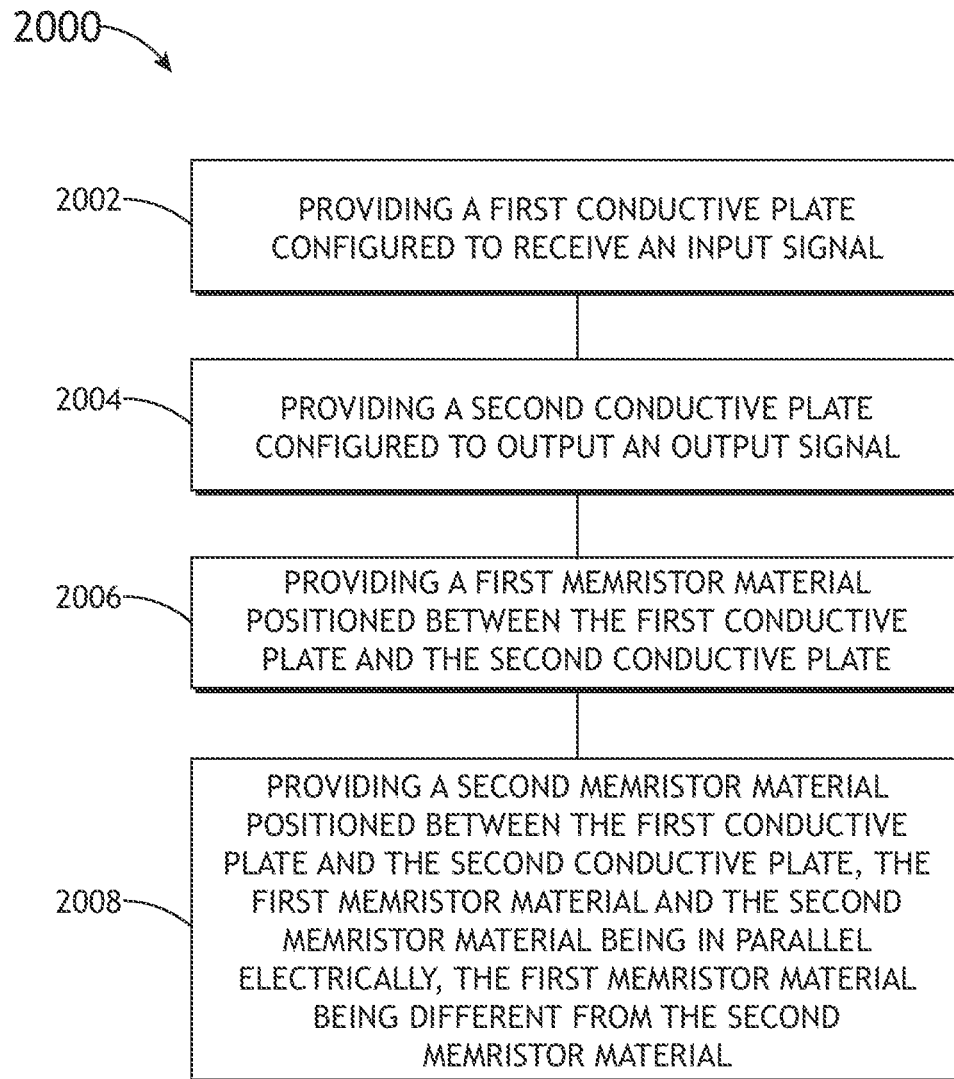 2000
2002
PROVIDING A FIRST CONDUCTIVE PLATE
CONFIGURED TO RECEIVE AN INPUT SIGNAL
2004
PROVIDING A SECOND CONDUCTIVE PLATE
CONFIGURED TO OUTPUT AN OUTPUT SIGNAL
2006
PROVIDING A FIRST MEMRISTOR MATERIAL
POSITIONED BETWEEN THE FIRST CONDUCTIVE
PLATE AND THE SECOND CONDUCTIVE PLATE
2008
PROVIDING A SECOND MEMRISTOR MATERIAL
POSITIONED BETWEEN THE FIRST CONDUCTIVE
PLATE AND THE SECOND CONDUCTIVE PLATE, THE
FIRST MEMRISTOR MATERIAL AND THE SECOND
MEMRISTOR MATERIAL BEING IN PARALLEL
ELECTRICALLY, THE FIRST MEMRISTOR MATERIAL
BEING DIFFERENT FROM THE SECOND
MEMRISTOR MATERIAL